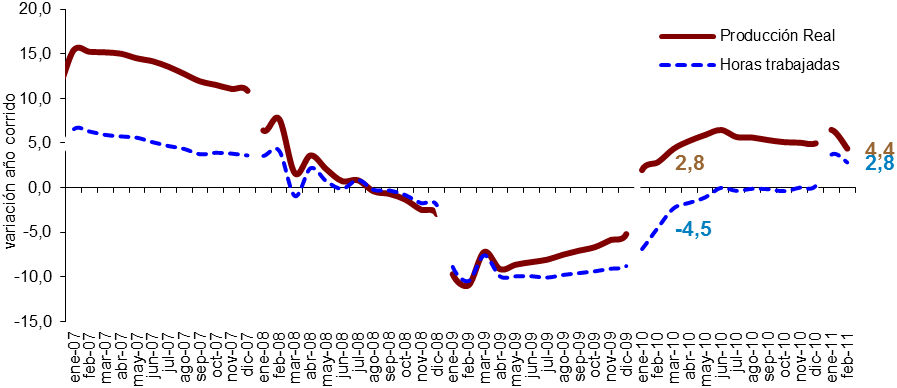 20,0
15,0
10,0
5,0
0,0
-5,0
-10,0
-15,0
variación año corrido
Producción Real
Horas trabajadas
2,8
-4,5
4,4
2,8
ene-07
feb-07
mar-07
abr-07
may-07
jun-07
jul-07
ago-07
sep-07
oct-07
nov-07
dic-07
ene-08
feb-08
mar-08
abr-08
may-08
jun-08
jul-08
ago-08
sep-08
oct-08
nov-08
dic-08
ene-09
feb-09
mar-09
abr-09
may-09
jun-09
jul-09
ago-09
sep-09
oct-09
nov-09
dic-09
ene-10
feb-10
mar-10
abr-10
may-10
jun-10
jul-10
ago-10
sep-10
oct-10
nov-10
dic-10
ene-11
feb-11